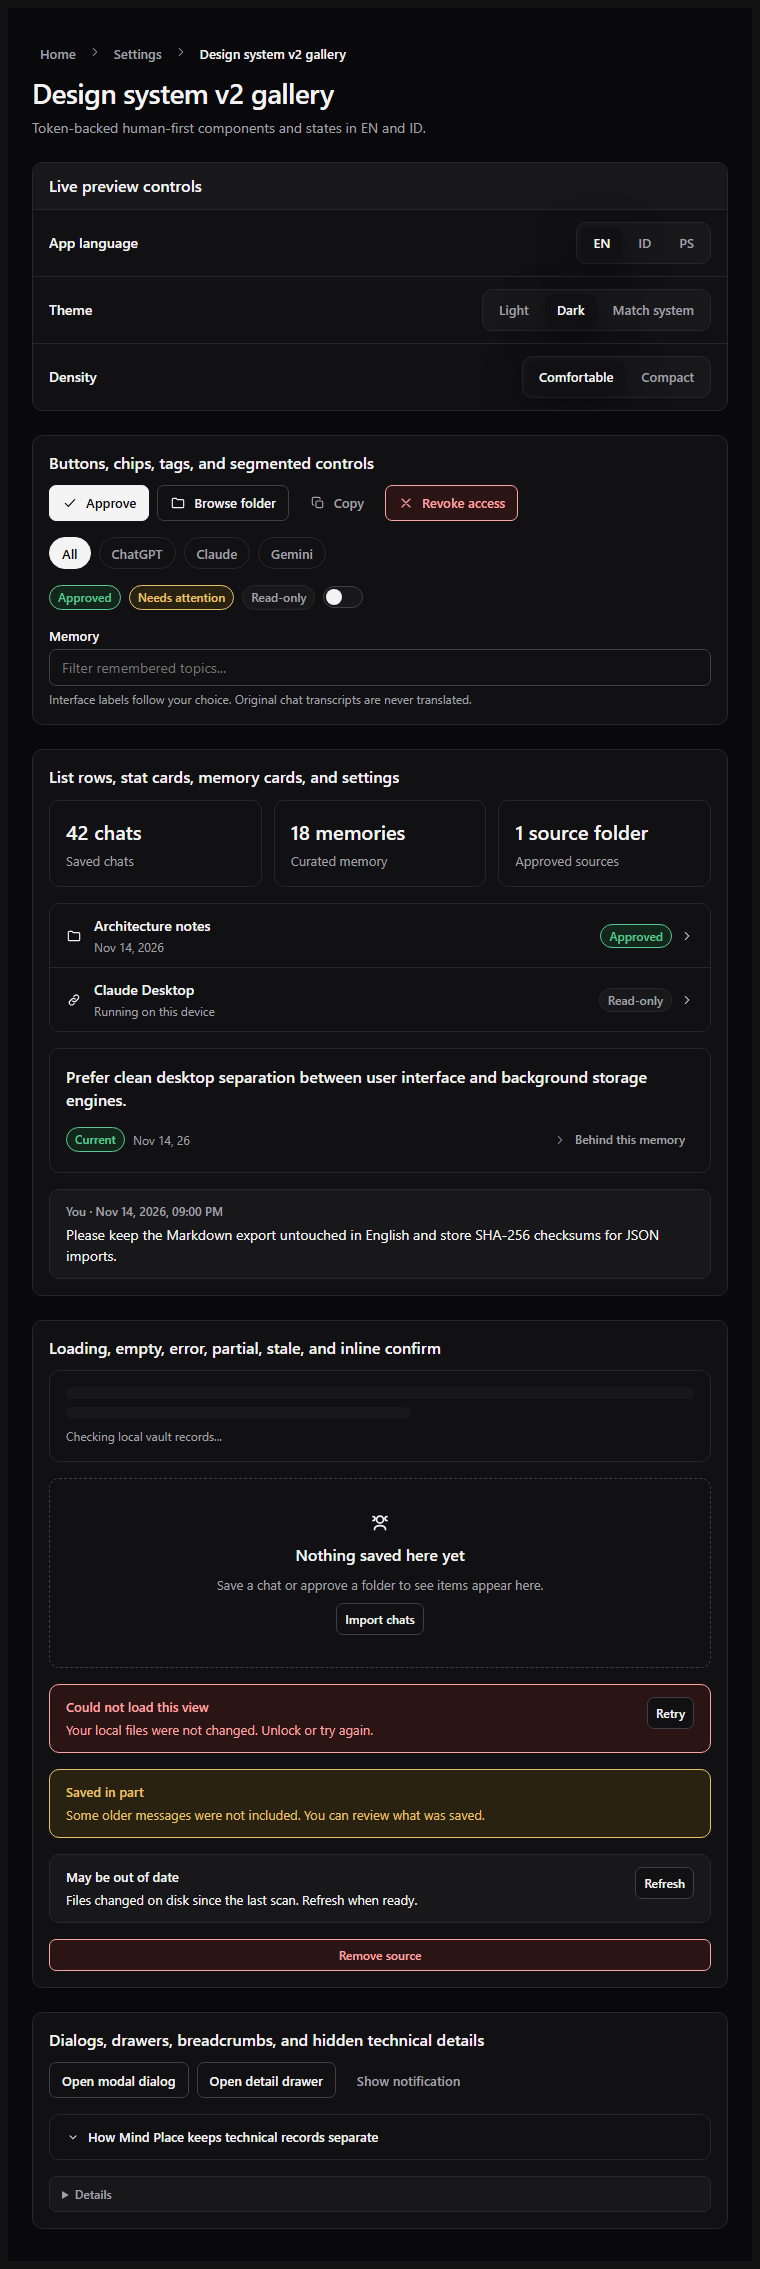 Home > Settings > Design system v2 gallery
Design system v2 gallery
Token-backed human-first components and states in EN and ID.
Live preview controls
App language
EN ID PS
Theme
Light Dark Match system
Density
Comfortable Compact
Buttons, chips, tags, and segmented controls
Approve Browse folder Copy Revoke access
All ChatGPT Claude Gemini
Approved Needs attention Read-only
Memory
Filter remembered topics...
Interface labels follow your choice. Original chat transcripts are never translated.
List rows, stat cards, memory cards, and settings
42 chats
Saved chats
18 memories
Curated memory
1 source folder
Approved sources
Architecture notes
Nov 14, 2026
Approved
Claude Desktop
Running on this device
Read-only
Prefer clean desktop separation between user interface and background storage
engines.
Current Nov 14, 26
Behind this memory
You · Nov 14, 2026, 09:00 PM
Please keep the Markdown export untouched in English and store SHA-256 checksums for JSON
imports.
Loading, empty, error, partial, stale, and inline confirm
Checking local vault records...
Nothing saved here yet
Save a chat or approve a folder to see items appear here.
Import chats
Could not load this view
Your local files were not changed. Unlock or try again.
Retry
Saved in part
Some older messages were not included. You can review what was saved.
May be out of date
Files changed on disk since the last scan. Refresh when ready.
Refresh
Remove source
Dialogs, drawers, breadcrumbs, and hidden technical details
Open modal dialog Open detail drawer Show notification
How Mind Place keeps technical records separate
Details